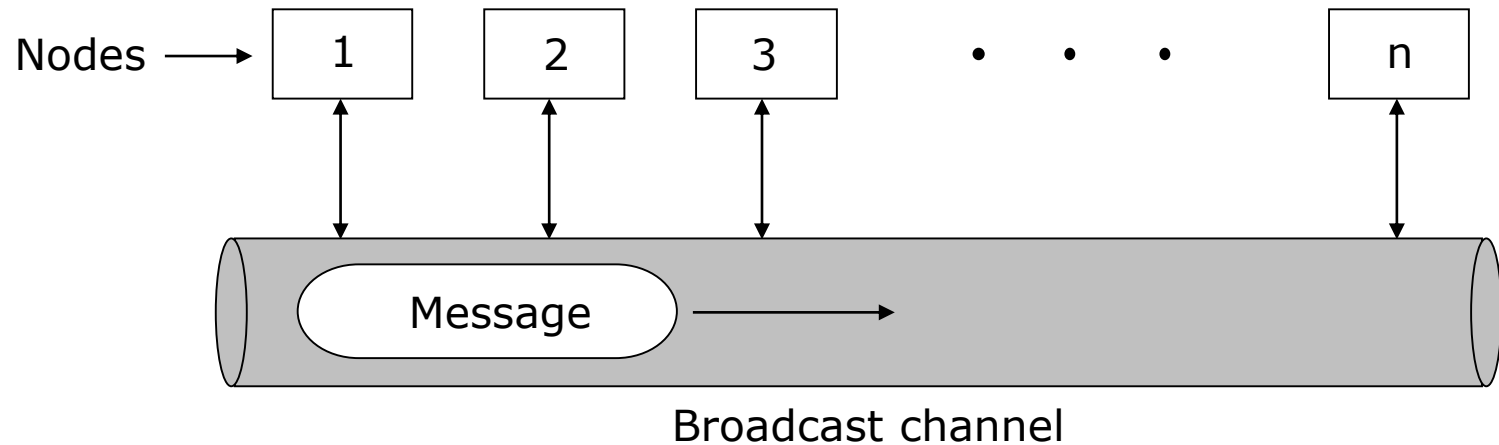 Nodes 1 2 3 . . . n
Message
Broadcast channel